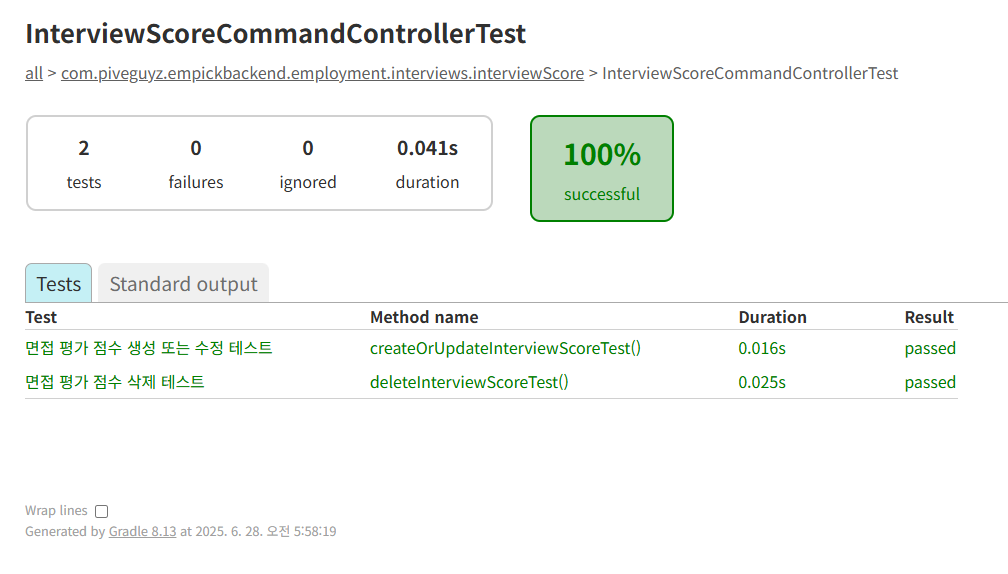 InterviewScoreCommandControllerTest
all > com.piveguyz.empickbackend.employment.interviews.interviewScore > InterviewScoreCommandControllerTest
2 0 0 0.041s
tests failures ignored duration
100%
successful
Tests Standard output
Test Method name Duration Result
면접 평가 점수 생성 또는 수정 테스트 createOrUpdateInterviewScoreTest() 0.016s passed
면접 평가 점수 삭제 테스트 deleteInterviewScoreTest() 0.025s passed
Wrap lines
Generated by Gradle 8.13 at 2025. 6. 28. 오전 5:58:19